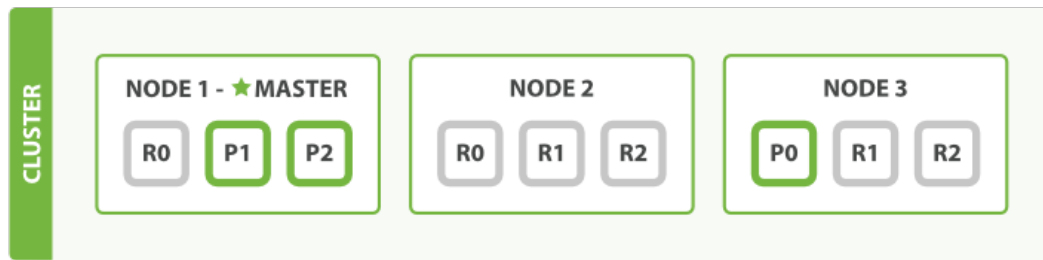 CLUSTER
NODE 1 - ★ MASTER
R0 P1 P2
NODE 2
R0 R1 R2
NODE 3
P0 R1 R2